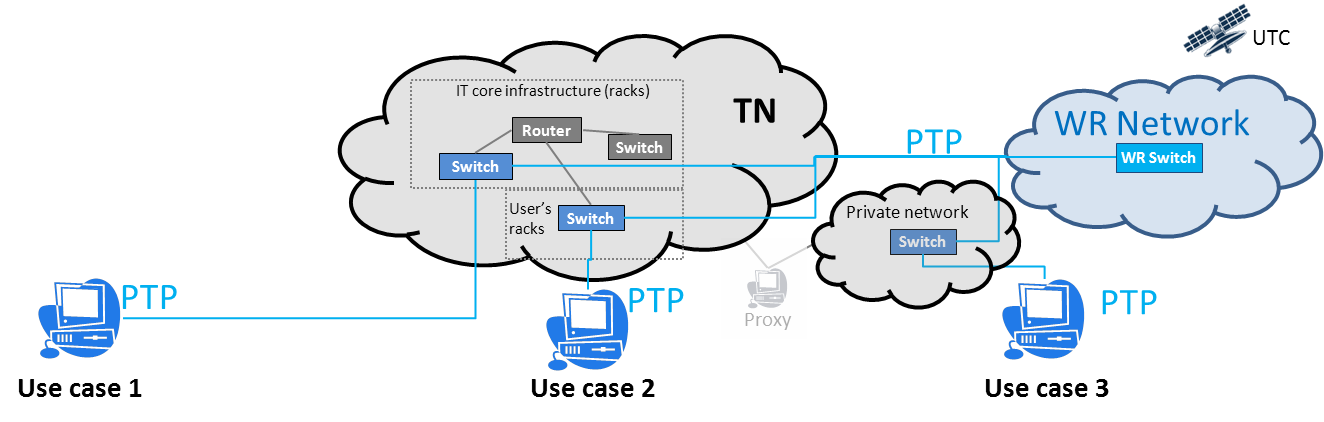 UTC
IT core infrastructure (racks)
TN
WR Network
Router
Switch
PTP
Switch
WR Switch
User's
racks
Switch
Private network
Switch
PTP
PTP
PTP
Proxy
Use case 1
Use case 2
Use case 3